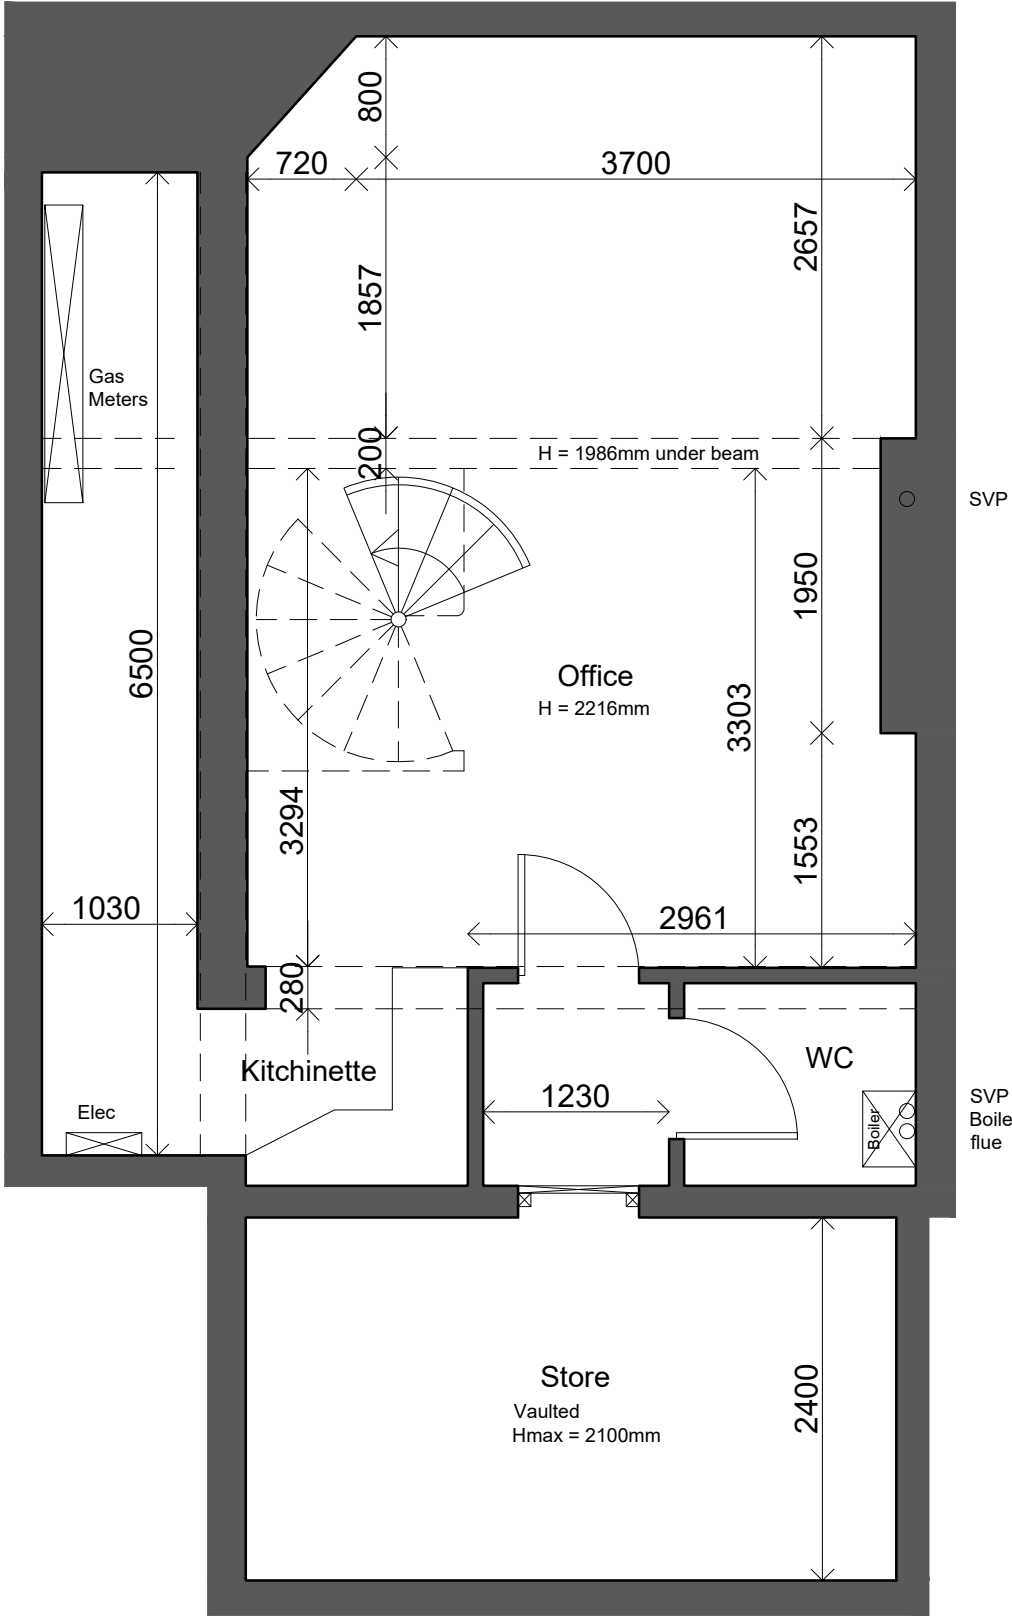 800
720
3700
2657
1857
Gas
Meters
200
H = 1986mm under beam
SVP
1950
6500
Office
H = 2216mm
3303
3294
1553
1030
2961
280
Kitchinette
WC
Elec
1230
Boiler
SVP
Boile
flue
Store
Vaulted
Hmax = 2100mm
2400